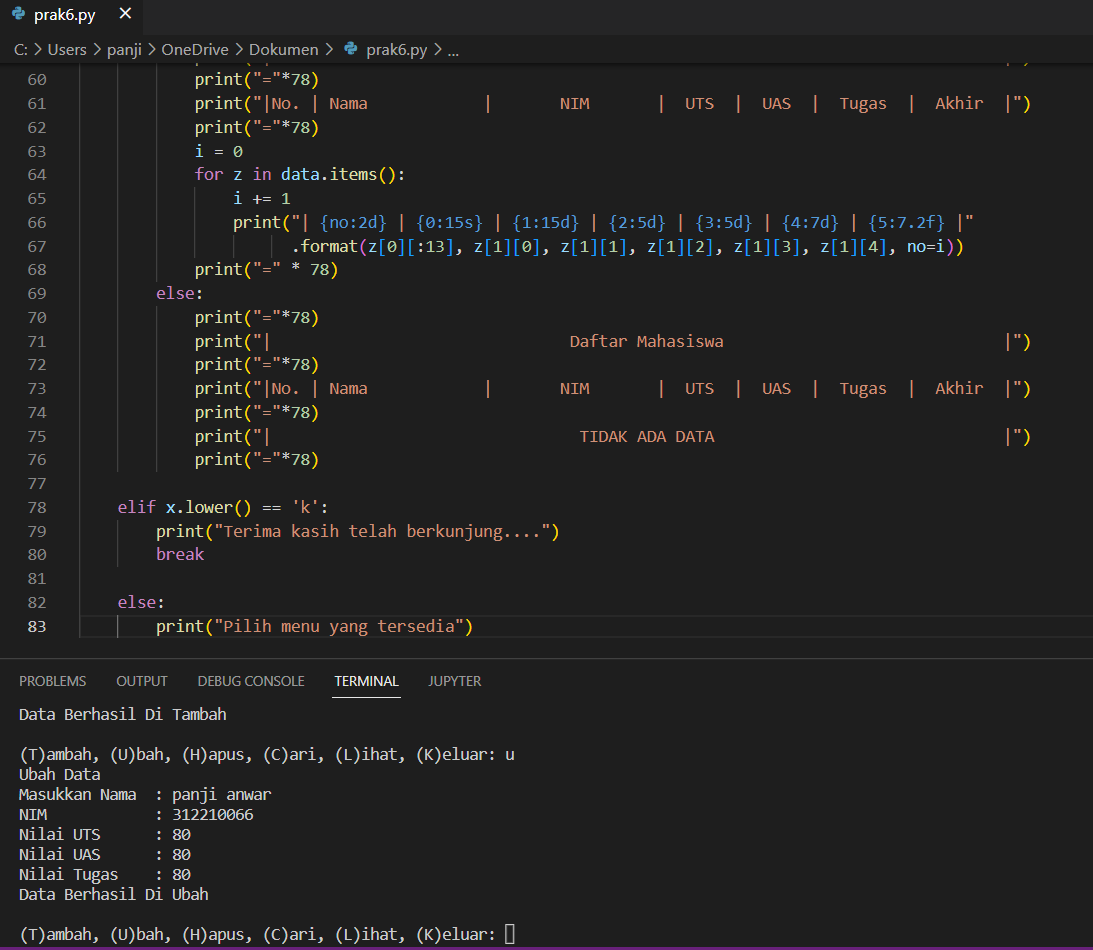 prak6.py ×
C: > Users > panji > OneDrive > Dokumen > prak6.py > ...
60                 print("="*78)
61                 print("|No. | Nama            |       NIM       |  UTS  |  UAS  |  Tugas  |  Akhir  |")
62                 print("="*78)
63                 i = 0
64                 for z in data.items():
65                     i += 1
66                     print("| {no:2d} | {0:15s} | {1:15d} | {2:5d} | {3:5d} | {4:7d} | {5:7.2f} |"
67                           .format(z[0][:13], z[1][0], z[1][1], z[1][2], z[1][3], z[1][4], no=i))
68                 print("=" * 78)
69             else:
70                 print("="*78)
71                 print("|                               Daftar Mahasiswa                             |")
72                 print("="*78)
73                 print("|No. | Nama            |       NIM       |  UTS  |  UAS  |  Tugas  |  Akhir  |")
74                 print("="*78)
75                 print("|                                TIDAK ADA DATA                              |")
76                 print("="*78)
77
78         elif x.lower() == 'k':
79             print("Terima kasih telah berkunjung....")
80             break
81
82         else:
83             print("Pilih menu yang tersedia")
PROBLEMS OUTPUT DEBUG CONSOLE TERMINAL JUPYTER
Data Berhasil Di Tambah
(T)ambah, (U)bah, (H)apus, (C)ari, (L)ihat, (K)eluar: u
Ubah Data
Masukkan Nama  : panji anwar
NIM            : 312210066
Nilai UTS      : 80
Nilai UAS      : 80
Nilai Tugas    : 80
Data Berhasil Di Ubah
(T)ambah, (U)bah, (H)apus, (C)ari, (L)ihat, (K)eluar: